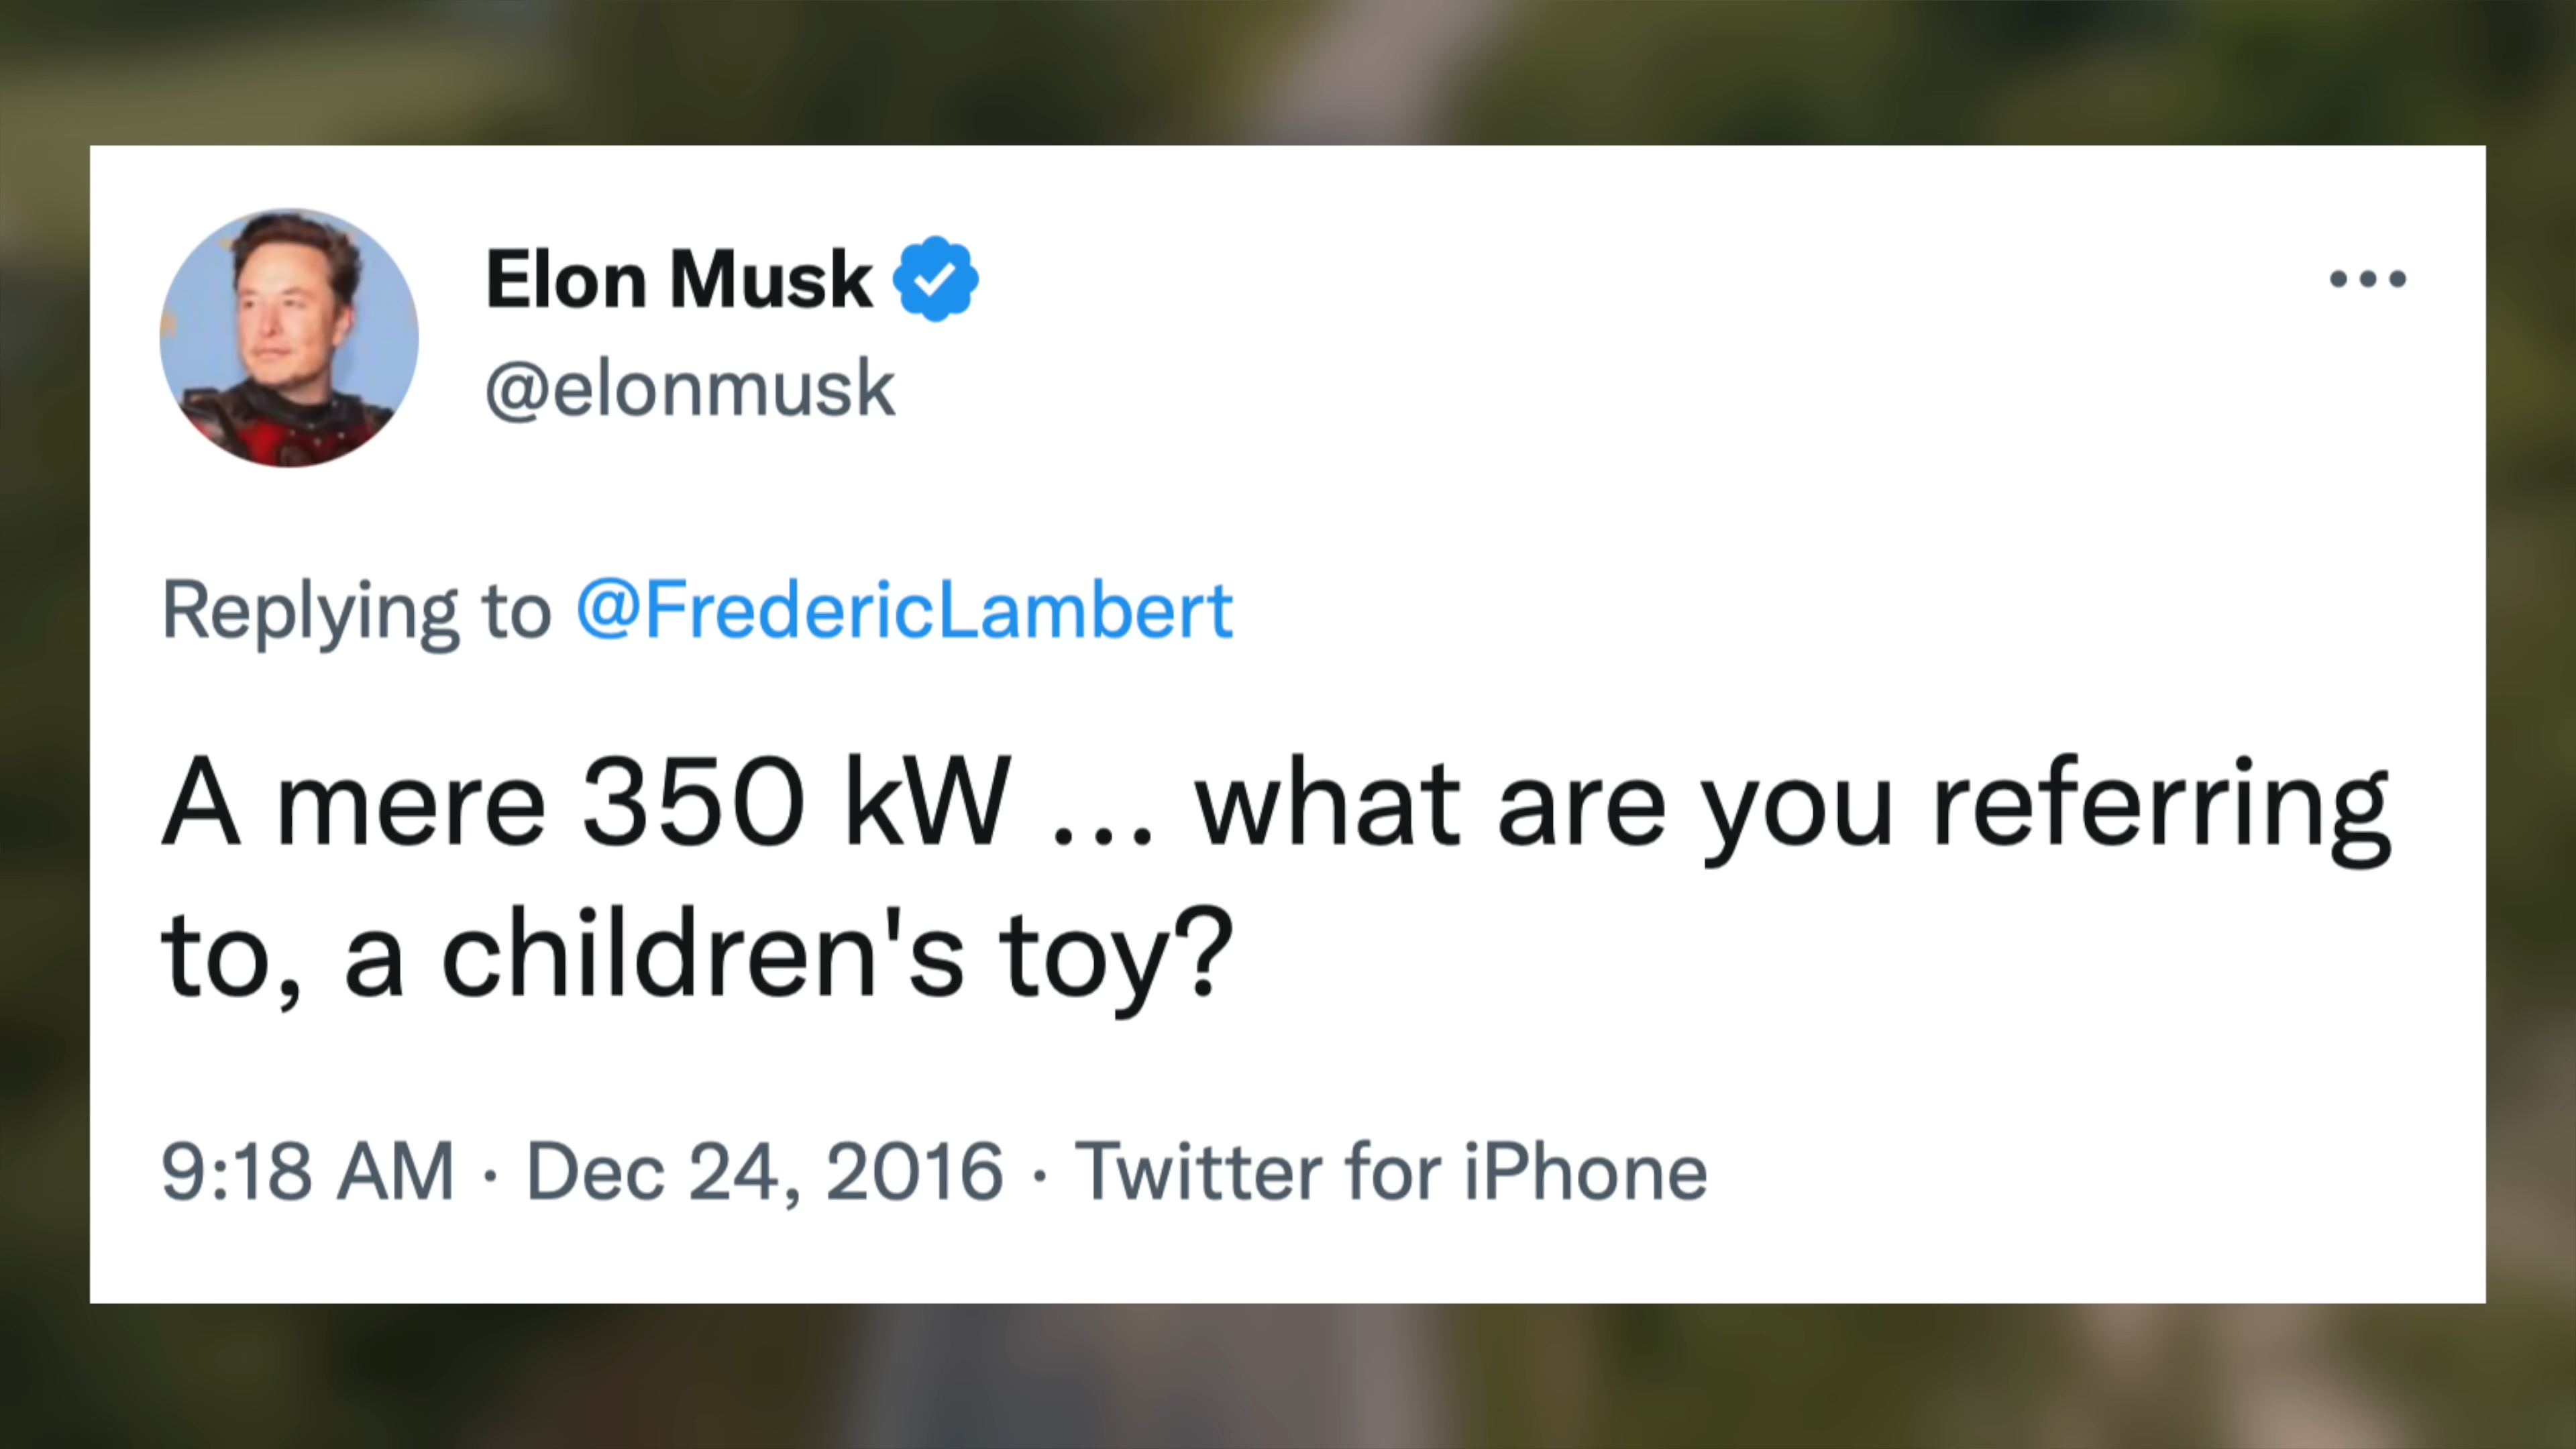 Elon Musk
@elonmusk
Replying to @FredericLambert
A mere 350 kW ... what are you referring
to, a children's toy?
9:18 AM · Dec 24, 2016 · Twitter for iPhone